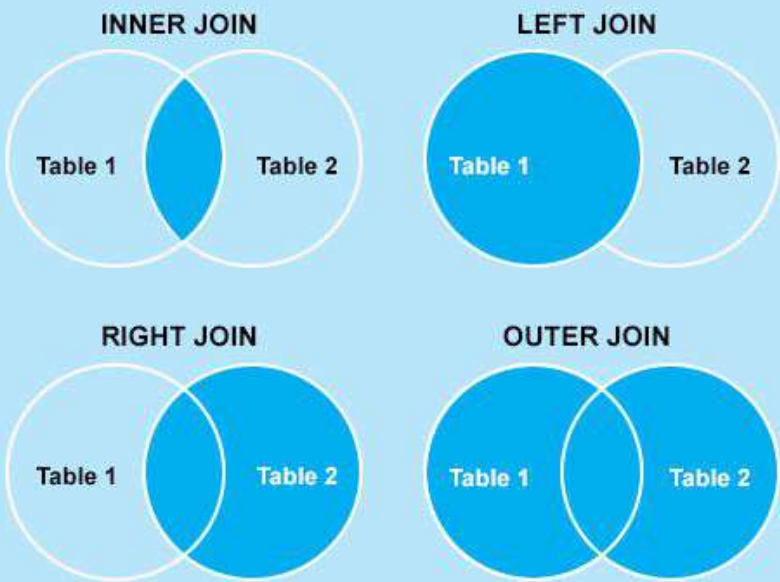 INNER JOIN
Table 1
Table 2
LEFT JOIN
Table 1
Table 2
RIGHT JOIN
Table 1
Table 2
OUTER JOIN
Table 1
Table 2